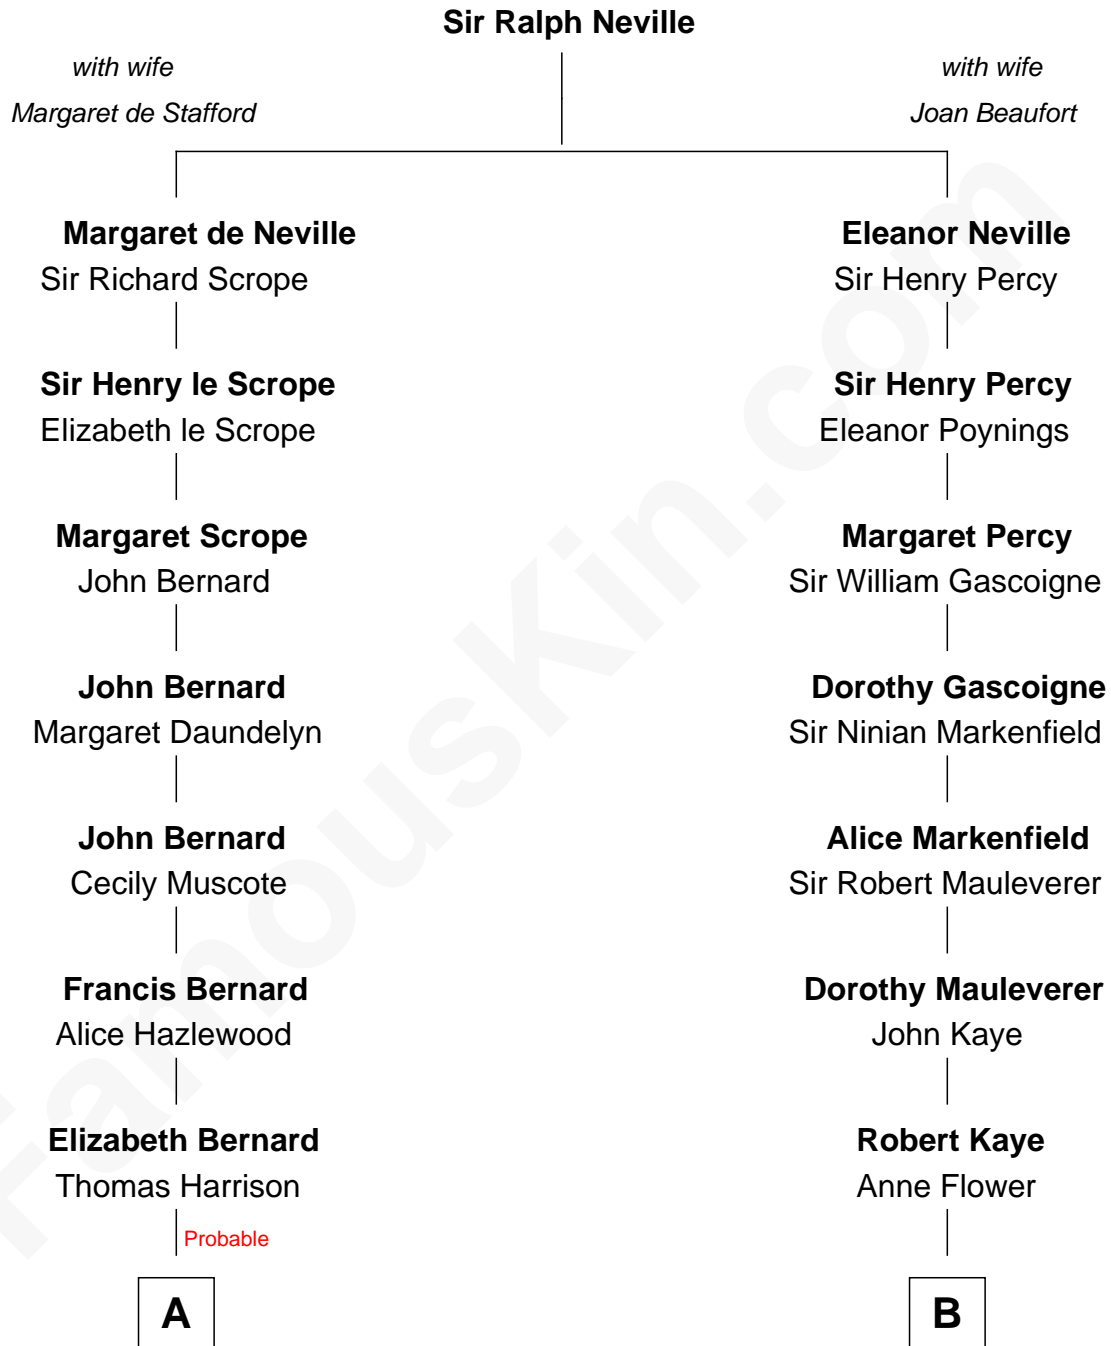 Sir Ralph Neville
with wife
Margaret de Stafford
with wife
Joan Beaufort
Margaret de Neville
Sir Richard Scrope
Eleanor Neville
Sir Henry Percy
Sir Henry le Scrope
Elizabeth le Scrope
Sir Henry Percy
Eleanor Poynings
Margaret Scrope
John Bernard
Margaret Percy
Sir William Gascoigne
John Bernard
Margaret Daundelyn
Dorothy Gascoigne
Sir Ninian Markenfield
John Bernard
Cecily Muscote
Alice Markenfield
Sir Robert Mauleverer
Francis Bernard
Alice Hazlewood
Dorothy Mauleverer
John Kaye
Elizabeth Bernard
Thomas Harrison
Robert Kaye
Anne Flower
Probable
A
B
FamousKin.com